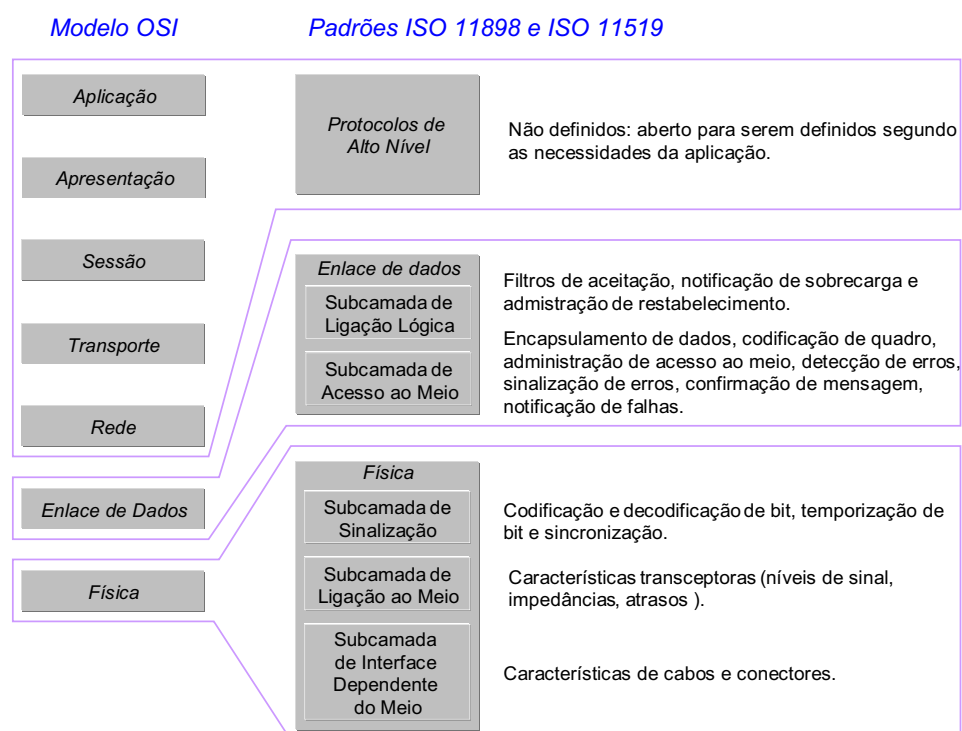 Modelo OSI
Padrões ISO 11898 e ISO 11519
Aplicação
Apresentação
Sessão
Transporte
Rede
Enlace de Dados
Física
Protocolos de
Alto Nível
Não definidos: aberto para serem definidos segundo
as necessidades da aplicação.
Enlace de dados
Subcamada de
Ligação Lógica
Filtros de aceitação, notificação de sobrecarga e
admistração de restabelecimento.
Subcamada de
Acesso ao Meio
Encapsulamento de dados, codificação de quadro,
administração de acesso ao meio, detecção de erros,
sinalização de erros, confirmação de mensagem,
notificação de falhas.
Física
Subcamada de
Sinalização
Codificação e decodificação de bit, temporização de
bit e sincronização.
Subcamada de
Ligação ao Meio
Características transceptoras (níveis de sinal,
impedâncias, atrasos ).
Subcamada
de Interface
Dependente
do Meio
Características de cabos e conectores.